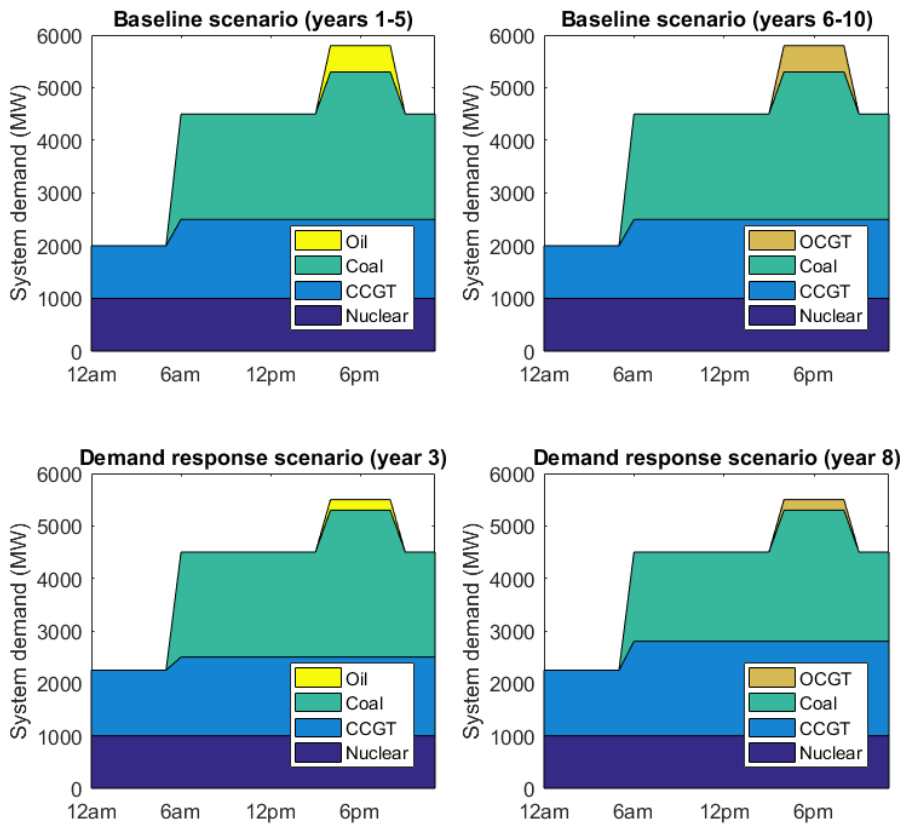 Baseline scenario (years 1-5)
System demand (MW)
6000
5000
4000
3000
2000
1000
0
12am 6am 12pm 6pm
Oil
Coal
CCGT
Nuclear
Baseline scenario (years 6-10)
System demand (MW)
6000
5000
4000
3000
2000
1000
0
12am 6am 12pm 6pm
OCGT
Coal
CCGT
Nuclear
Demand response scenario (year 3)
System demand (MW)
6000
5000
4000
3000
2000
1000
0
12am 6am 12pm 6pm
Oil
Coal
CCGT
Nuclear
Demand response scenario (year 8)
System demand (MW)
6000
5000
4000
3000
2000
1000
0
12am 6am 12pm 6pm
OCGT
Coal
CCGT
Nuclear